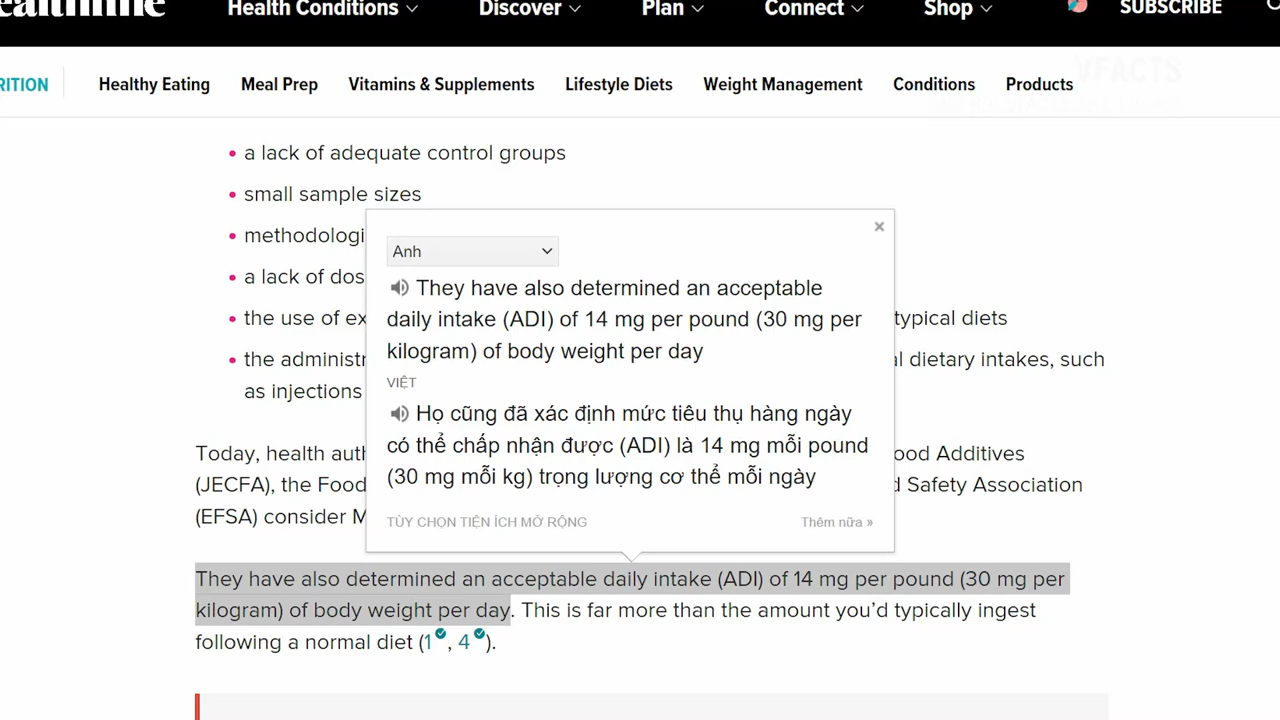 Health Conditions Discover Plan Connect Shop SUBSCRIBE
VFACTS
RITION Healthy Eating Meal Prep Vitamins & Supplements Lifestyle Diets Weight Management Conditions Products
a lack of adequate control groups
small sample sizes
methodologi
a lack of dos
the use of ex typical diets
the administr l dietary intakes, such
as injections
Anh
They have also determined an acceptable
daily intake (ADI) of 14 mg per pound (30 mg per
kilogram) of body weight per day
VIỆT
Họ cũng đã xác định mức tiêu thụ hàng ngày
có thể chấp nhận được (ADI) là 14 mg mỗi pound
(30 mg mỗi kg) trọng lượng cơ thể mỗi ngày
TÙY CHỌN TIỆN ÍCH MỞ RỘNG Thêm nữa »
Today, health auth ood Additives
(JECFA), the Food d Safety Association
(EFSA) consider M
They have also determined an acceptable daily intake (ADI) of 14 mg per pound (30 mg per
kilogram) of body weight per day. This is far more than the amount you’d typically ingest
following a normal diet (1, 4).